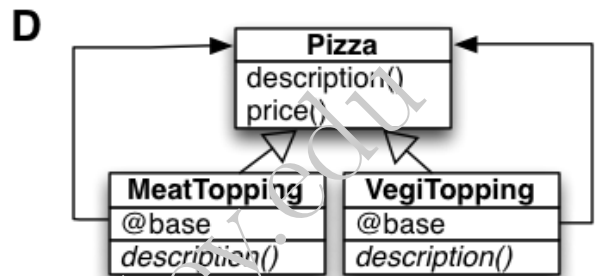 D
Pizza
description()
price()
MeatTopping
@base
description()
VegiTopping
@base
description()